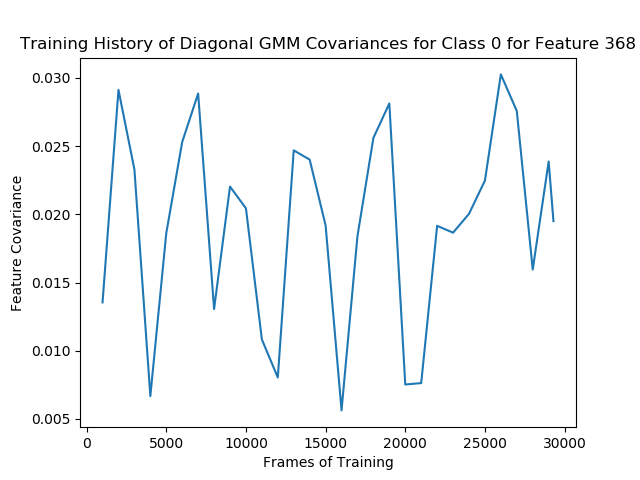 Training History of Diagonal GMM Covariances for Class 0 for Feature 368
0.030
0.025
0.020
0.015
0.010
0.005
Feature Covariance
0 5000 10000 15000 20000 25000 30000
Frames of Training